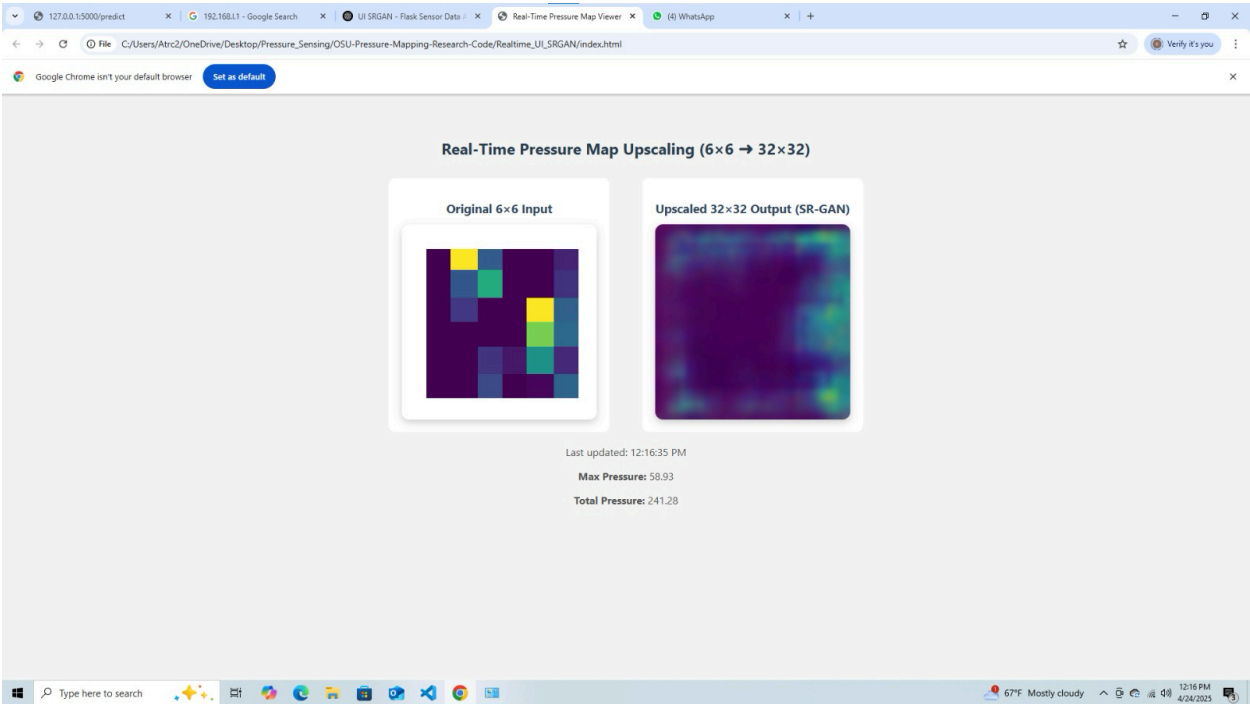 127.0.0.1:5000/predict
192.168.l.1 - Google Search
UI SRGAN - Flask Sensor Data
Real-Time Pressure Map Viewer
(4) WhatsApp
File C:/Users/Atrc2/OneDrive/Desktop/Pressure_Sensing/OSU-Pressure-Mapping-Research-Code/Realtime_UI_SRGAN/index.html
Verify it's you
Google Chrome isn't your default browser Set as default
Real-Time Pressure Map Upscaling (6×6 → 32×32)
Original 6×6 Input
Upscaled 32×32 Output (SR-GAN)
Last updated: 12:16:35 PM
Max Pressure: 58.93
Total Pressure: 241.28
Type here to search
67°F Mostly cloudy
12:16 PM
4/24/2025
3